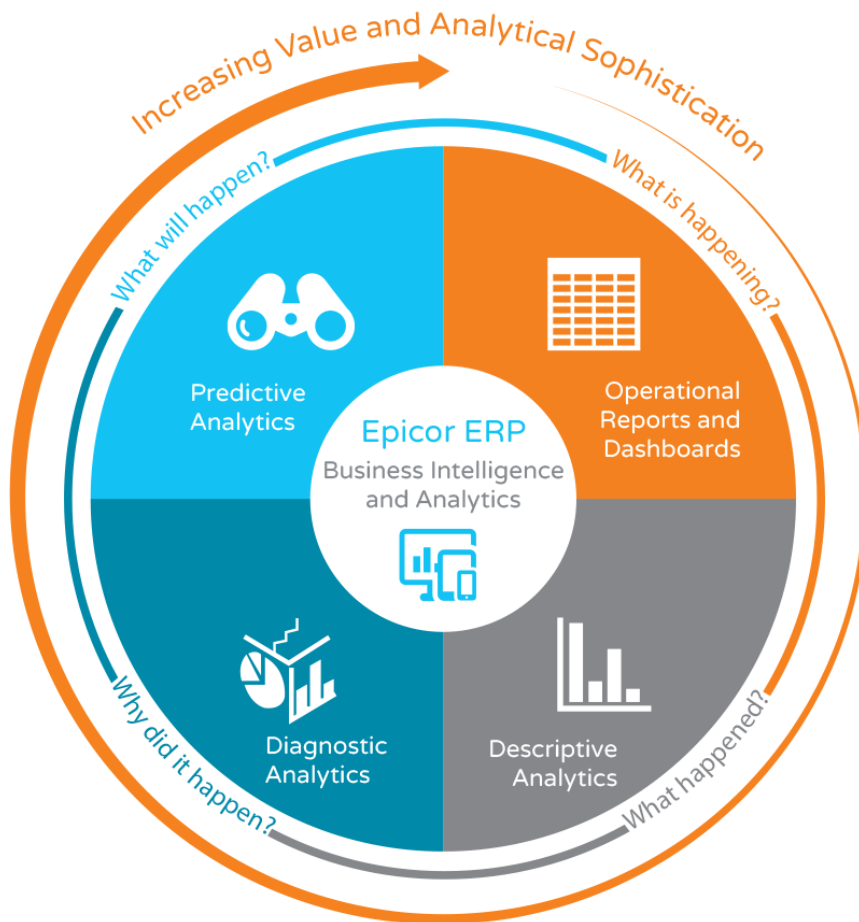 Increasing Value and Analytical Sophistication
What will happen?
What is happening?
Predictive
Analytics
Operational
Reports and
Dashboards
Epicor ERP
Business Intelligence
and Analytics
Diagnostic
Analytics
Descriptive
Analytics
Why did it happen?
What happened?